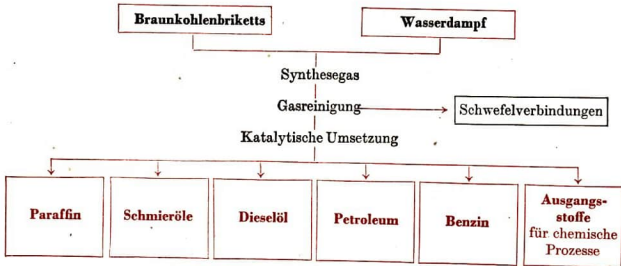 Braunkohlenbriketts
Wasserdampf
Synthesegas
Gasreinigung
Schwefelverbindungen
Katalytische Umsetzung
Paraffin
Schmieröle
Dieselöl
Petroleum
Benzin
Ausgangs-
stoffe
für chemische
Prozesse